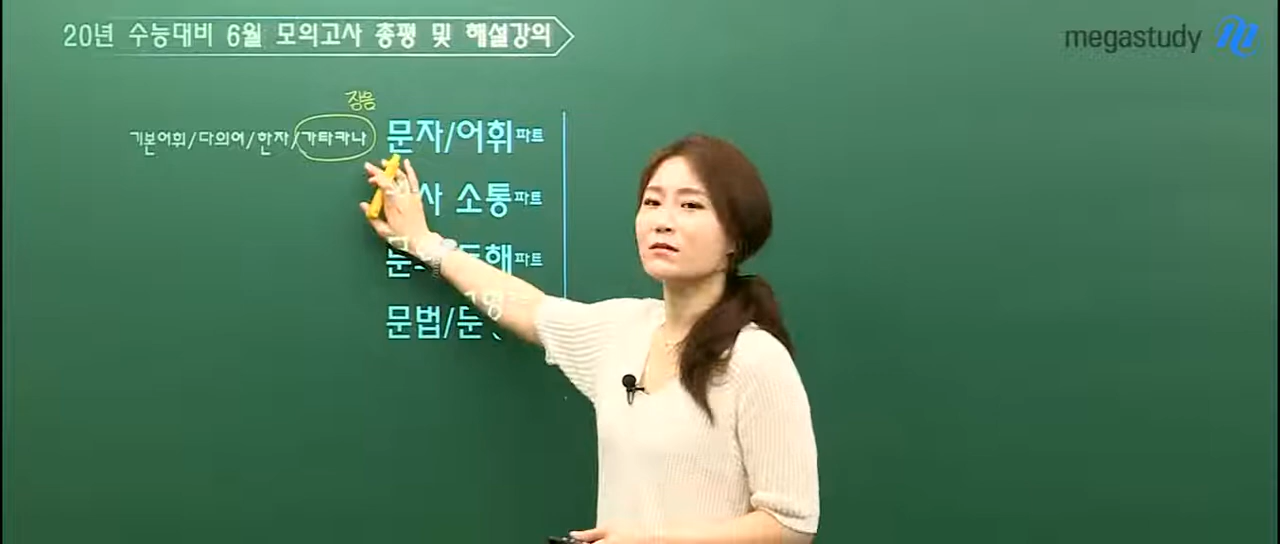 20년 수능대비 6월 모의고사 총평 및 해설강의
megastudy
장음
기본어휘/다의어/한자/가타카나
문자/어휘파트
사 소통파트
파트
문법/문